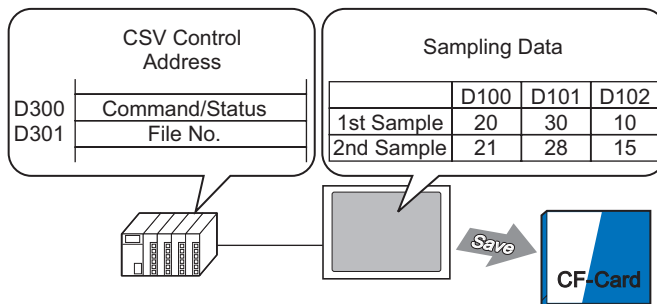 CSV Control
Address
D300 Command/Status
D301 File No.
Sampling Data
D100 D101 D102
1st Sample 20 30 10
2nd Sample 21 28 15
Save
CF-Card